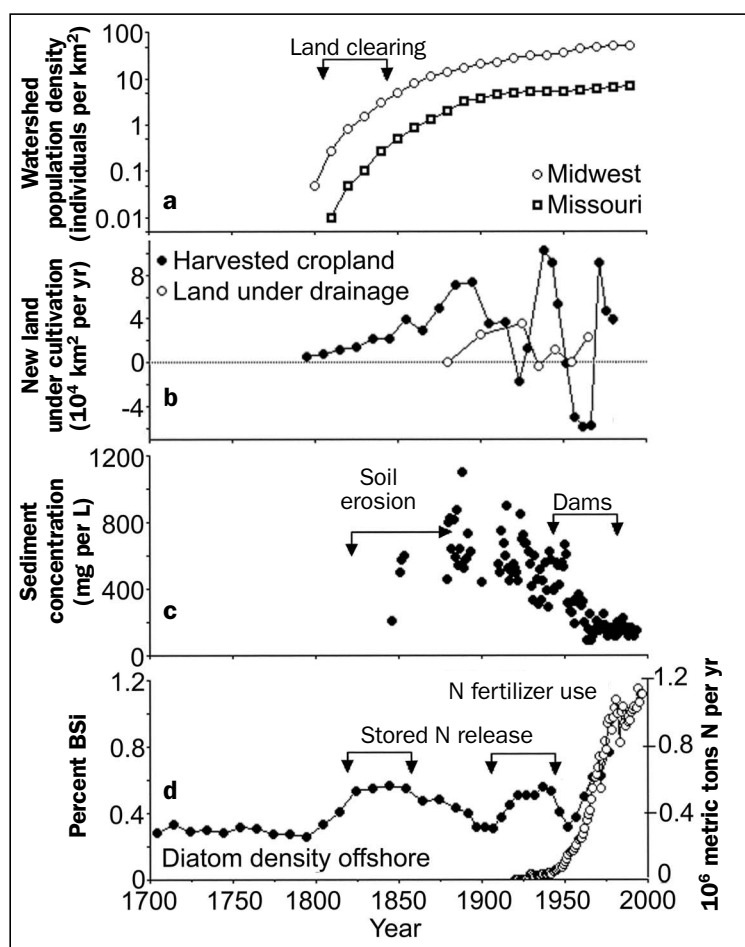 Watershed
population density
(individuals per km²)
100
10
1
0.1
0.01
Land clearing
a
Midwest
Missouri
New land
under cultivation
(10⁴ km² per yr)
8
4
0
-4
Harvested cropland
Land under drainage
b
Sediment
concentration
(mg per L)
1200
800
400
0
Soil
erosion
Dams
c
Percent BSi
1.2
0.8
0.4
0
N fertilizer use
Stored N release
d
Diatom density offshore
1.2
0.8
0.4
0
10⁶ metric tons N per yr
1700 1750 1800 1850 1900 1950 2000
Year